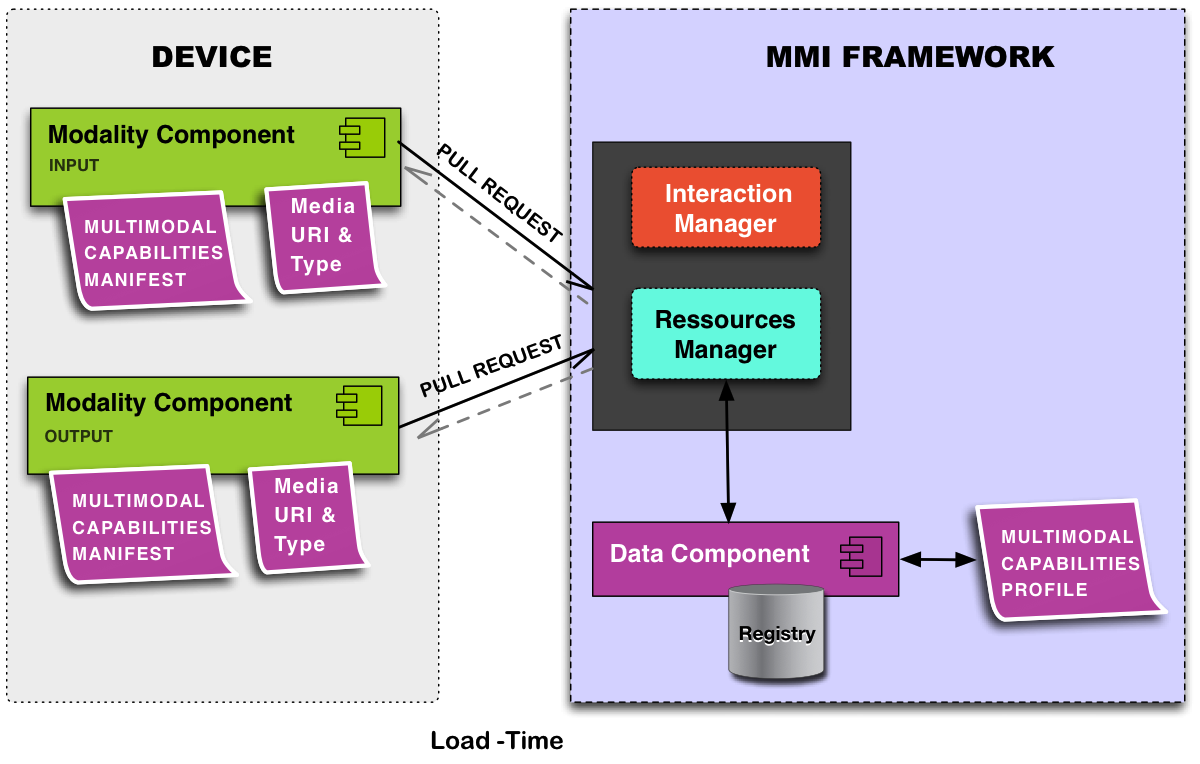 DEVICE
Modality Component
INPUT
MULTIMODAL
CAPABILITIES
MANIFEST
Media
URI &
Type
Modality Component
OUTPUT
MULTIMODAL
CAPABILITIES
MANIFEST
Media
URI &
Type
PULL REQUEST
PULL REQUEST
MMI FRAMEWORK
Interaction
Manager
Ressources
Manager
Data Component
Registry
MULTIMODAL
CAPABILITIES
PROFILE
Load -Time